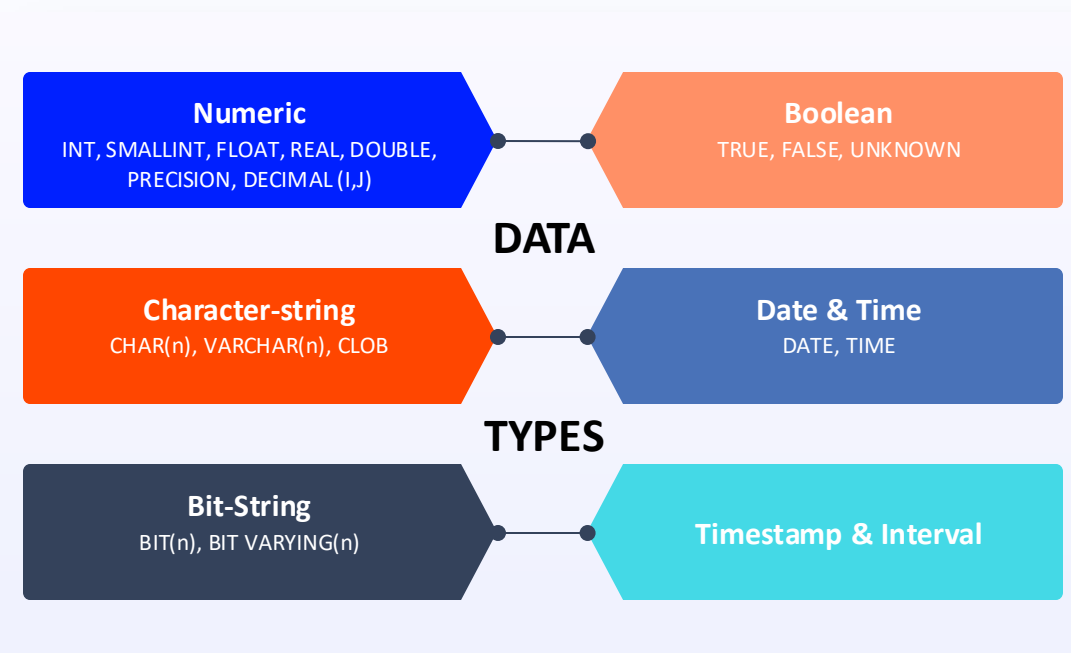 Numeric
INT, SMALLINT, FLOAT, REAL, DOUBLE,
PRECISION, DECIMAL (I,J)
Boolean
TRUE, FALSE, UNKNOWN
DATA
Character-string
CHAR(n), VARCHAR(n), CLOB
Date & Time
DATE, TIME
TYPES
Bit-String
BIT(n), BIT VARYING(n)
Timestamp & Interval